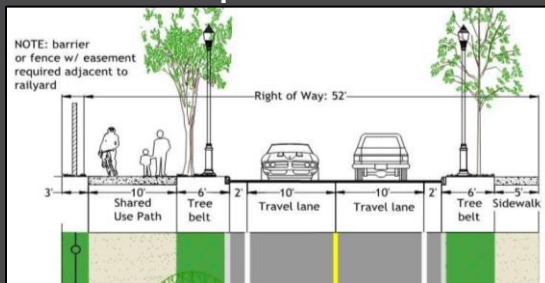 NOTE: barrier
or fence w/ easement
required adjacent to
railyard
Right of Way: 52'
3' 10' 6' 2' 10' 10' 2' 6' 5'
Shared
Use Path
Tree
belt
Travel lane
Travel lane
Tree
belt
Sidewalk